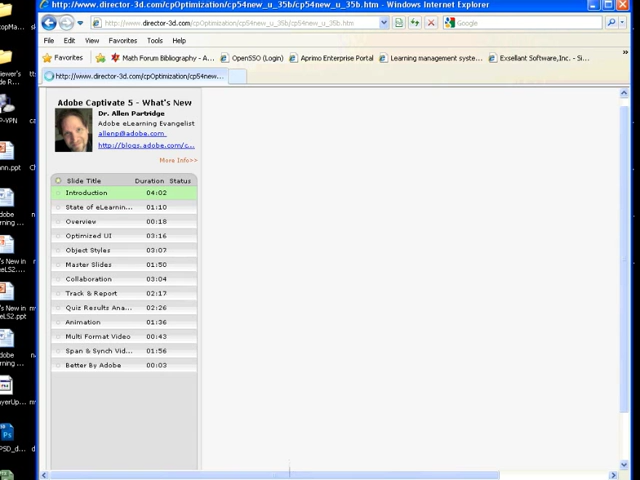 http://www.director-3d.com/cpOptimization/cp54new_u_35b/cp54new_u_35b.htm - Windows Internet Explorer
http://www.director-3d.com/cpOptimization/cp54new_u_35b/cp54new_u_35b.htm
Google
File Edit View Favorites Tools Help
Favorites Math Forum Bibliography - A... OpenSSO (Login) Aprimo Enterprise Portal Learning management syste... Exsellant Software,Inc. - Si...
http://www.director-3d.com/cpOptimization/cp54new...
Adobe Captivate 5 - What's New
Dr. Allen Partridge
Adobe eLearning Evangelist
allenp@adobe.com
http://blogs.adobe.com/c...
More Info>>
Slide Title Duration Status
Introduction 04:02
State of eLearnin... 01:10
Overview 00:18
Optimized UI 03:16
Object Styles 03:07
Master Slides 01:50
Collaboration 03:04
Track & Report 02:17
Quiz Results Ana... 02:26
Animation 01:36
Multi Format Video 00:43
Span & Synch Vid... 01:56
Better By Adobe 00:03